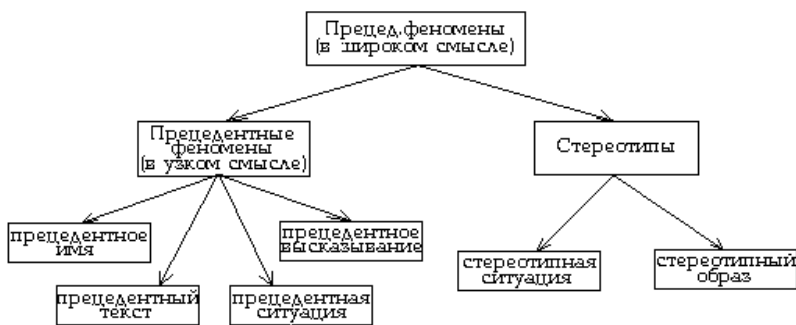 Прецед.феномены
(в широком смысле)
Прецедентные
феномены
(в узком смысле)
Стереотипы
прецедентное
имя
прецедентное
высказывание
стереотипная
ситуация
стереотипный
образ
прецедентный
текст
прецедентная
ситуация